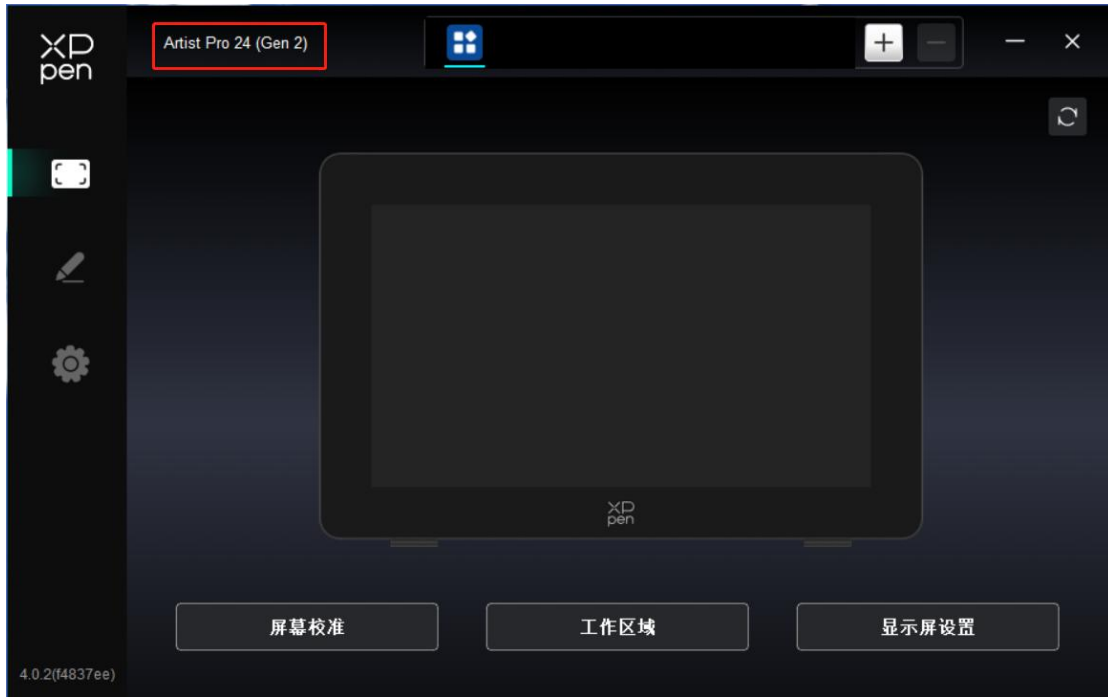 XP
pen
Artist Pro 24 (Gen 2)
XP
pen
屏幕校准
工作区域
显示屏设置
4.0.2(f4837ee)